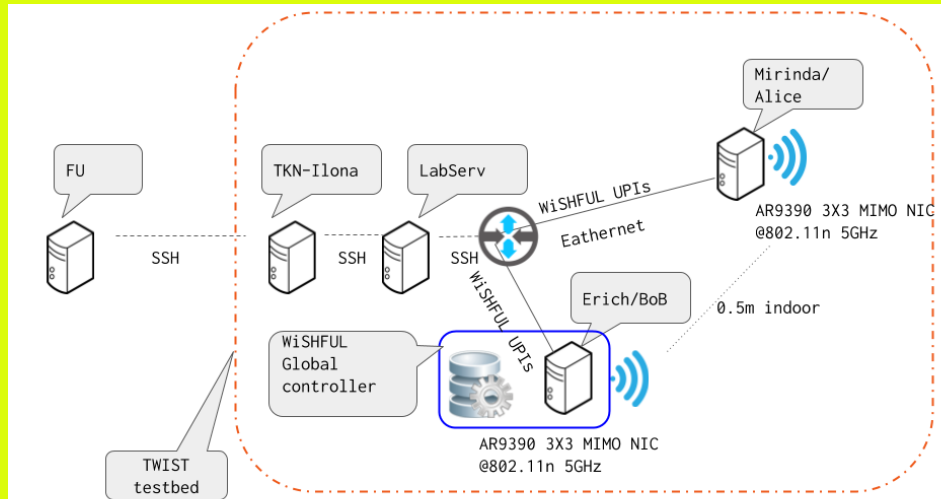 Mirinda/
Alice
FU
TKN-Ilona
LabServ
WiSHFUL UPIs
AR9390 3X3 MIMO NIC
@802.11n 5GHz
Eathernet
SSH
SSH
SSH
WiSHFUL UPIs
Erich/BoB
0.5m indoor
WiSHFUL
Global
controller
AR9390 3X3 MIMO NIC
@802.11n 5GHz
TWIST
testbed